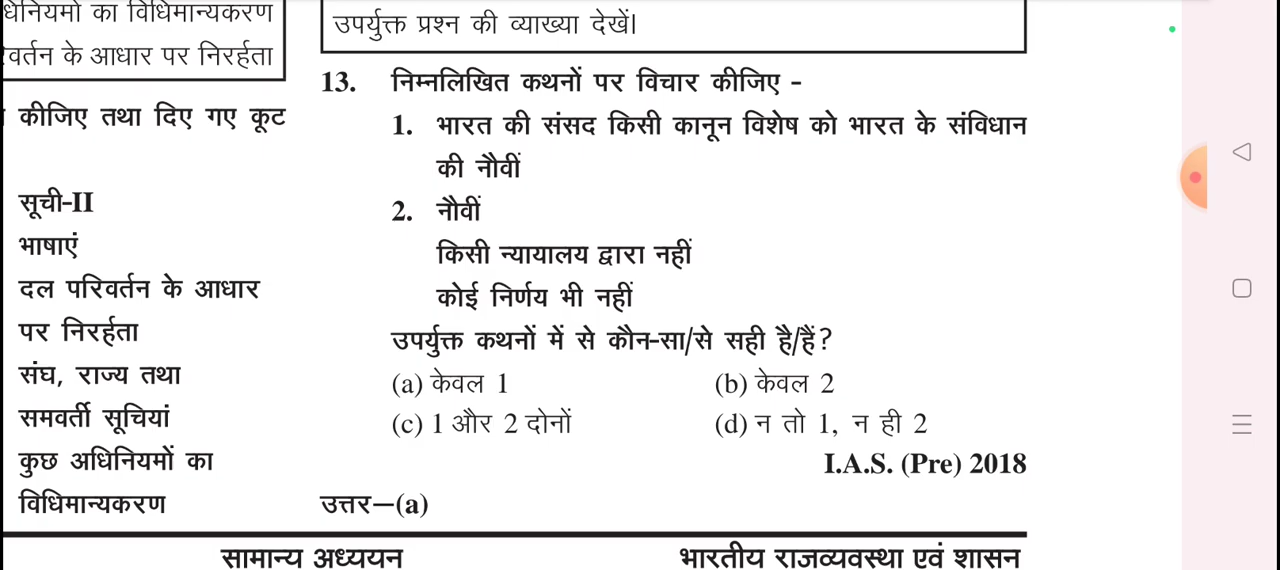 धिनियमों का विधिमान्यकरण
वर्तन के आधार पर निरर्हता
कीजिए तथा दिए गए कूट
सूची-II
भाषाएं
दल परिवर्तन के आधार
पर निरर्हता
संघ, राज्य तथा
समवर्ती सूचियां
कुछ अधिनियमों का
विधिमान्यकरण
उपर्युक्त प्रश्न की व्याख्या देखें।
13. निम्नलिखित कथनों पर विचार कीजिए -
1. भारत की संसद किसी कानून विशेष को भारत के संविधान
की नौवीं
2. नौवीं
किसी न्यायालय द्वारा नहीं
कोई निर्णय भी नहीं
उपर्युक्त कथनों में से कौन-सा/से सही है/हैं?
(a) केवल 1 (b) केवल 2
(c) 1 और 2 दोनों (d) न तो 1, न ही 2
I.A.S. (Pre) 2018
उत्तर—(a)
सामान्य अध्ययन भारतीय राजव्यवस्था एवं शासन